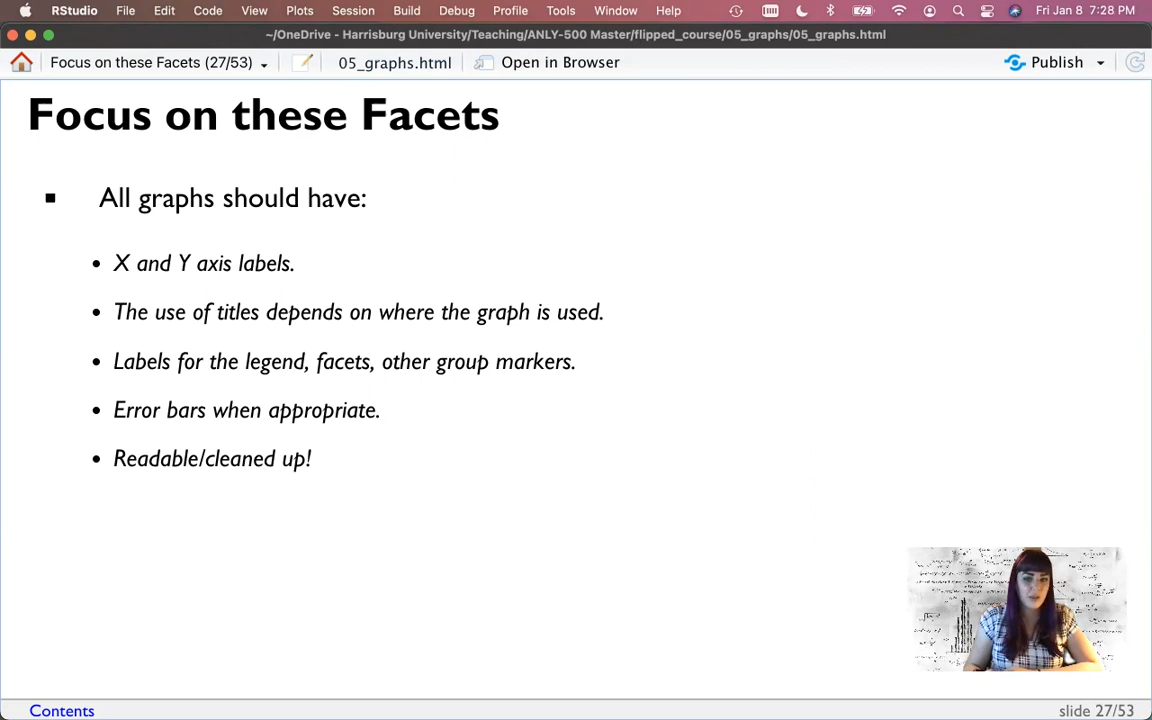 RStudio File Edit Code View Plots Session Build Debug Profile Tools Window Help Fri Jan 8 7:28 PM
~/OneDrive - Harrisburg University/Teaching/ANLY-500 Master/flipped_course/05_graphs/05_graphs.html
Focus on these Facets (27/53) 05_graphs.html Open in Browser Publish
Focus on these Facets
All graphs should have:
X and Y axis labels.
The use of titles depends on where the graph is used.
Labels for the legend, facets, other group markers.
Error bars when appropriate.
Readable/cleaned up!
Contents slide 27/53